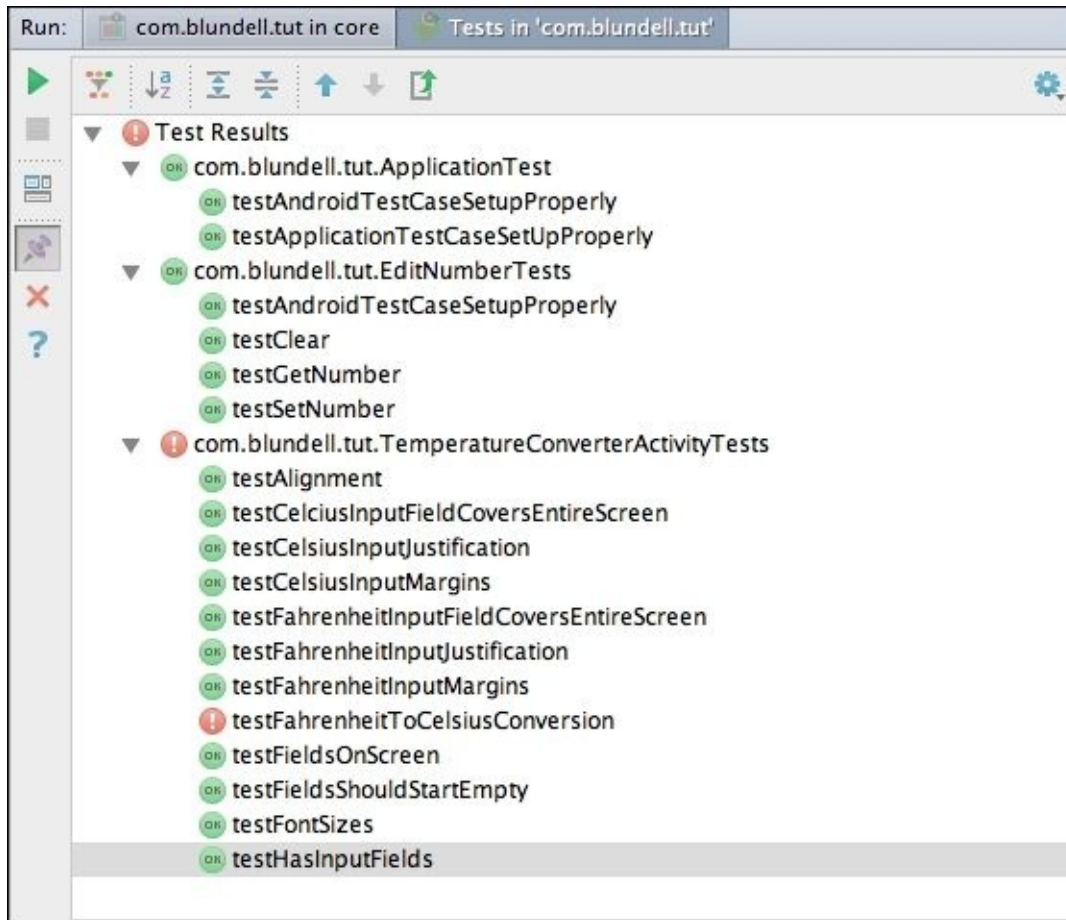 Run: com.blundell.tut in core Tests in 'com.blundell.tut'
Test Results
com.blundell.tut.ApplicationTest
testAndroidTestCaseSetupProperly
testApplicationTestCaseSetUpProperly
com.blundell.tut.EditNumberTests
testAndroidTestCaseSetupProperly
testClear
testGetNumber
testSetNumber
com.blundell.tut.TemperatureConverterActivityTests
testAlignment
testCelciusInputFieldCoversEntireScreen
testCelsiusInputJustification
testCelsiusInputMargins
testFahrenheitInputFieldCoversEntireScreen
testFahrenheitInputJustification
testFahrenheitInputMargins
testFahrenheitToCelsiusConversion
testFieldsOnScreen
testFieldsShouldStartEmpty
testFontSizes
testHasInputFields